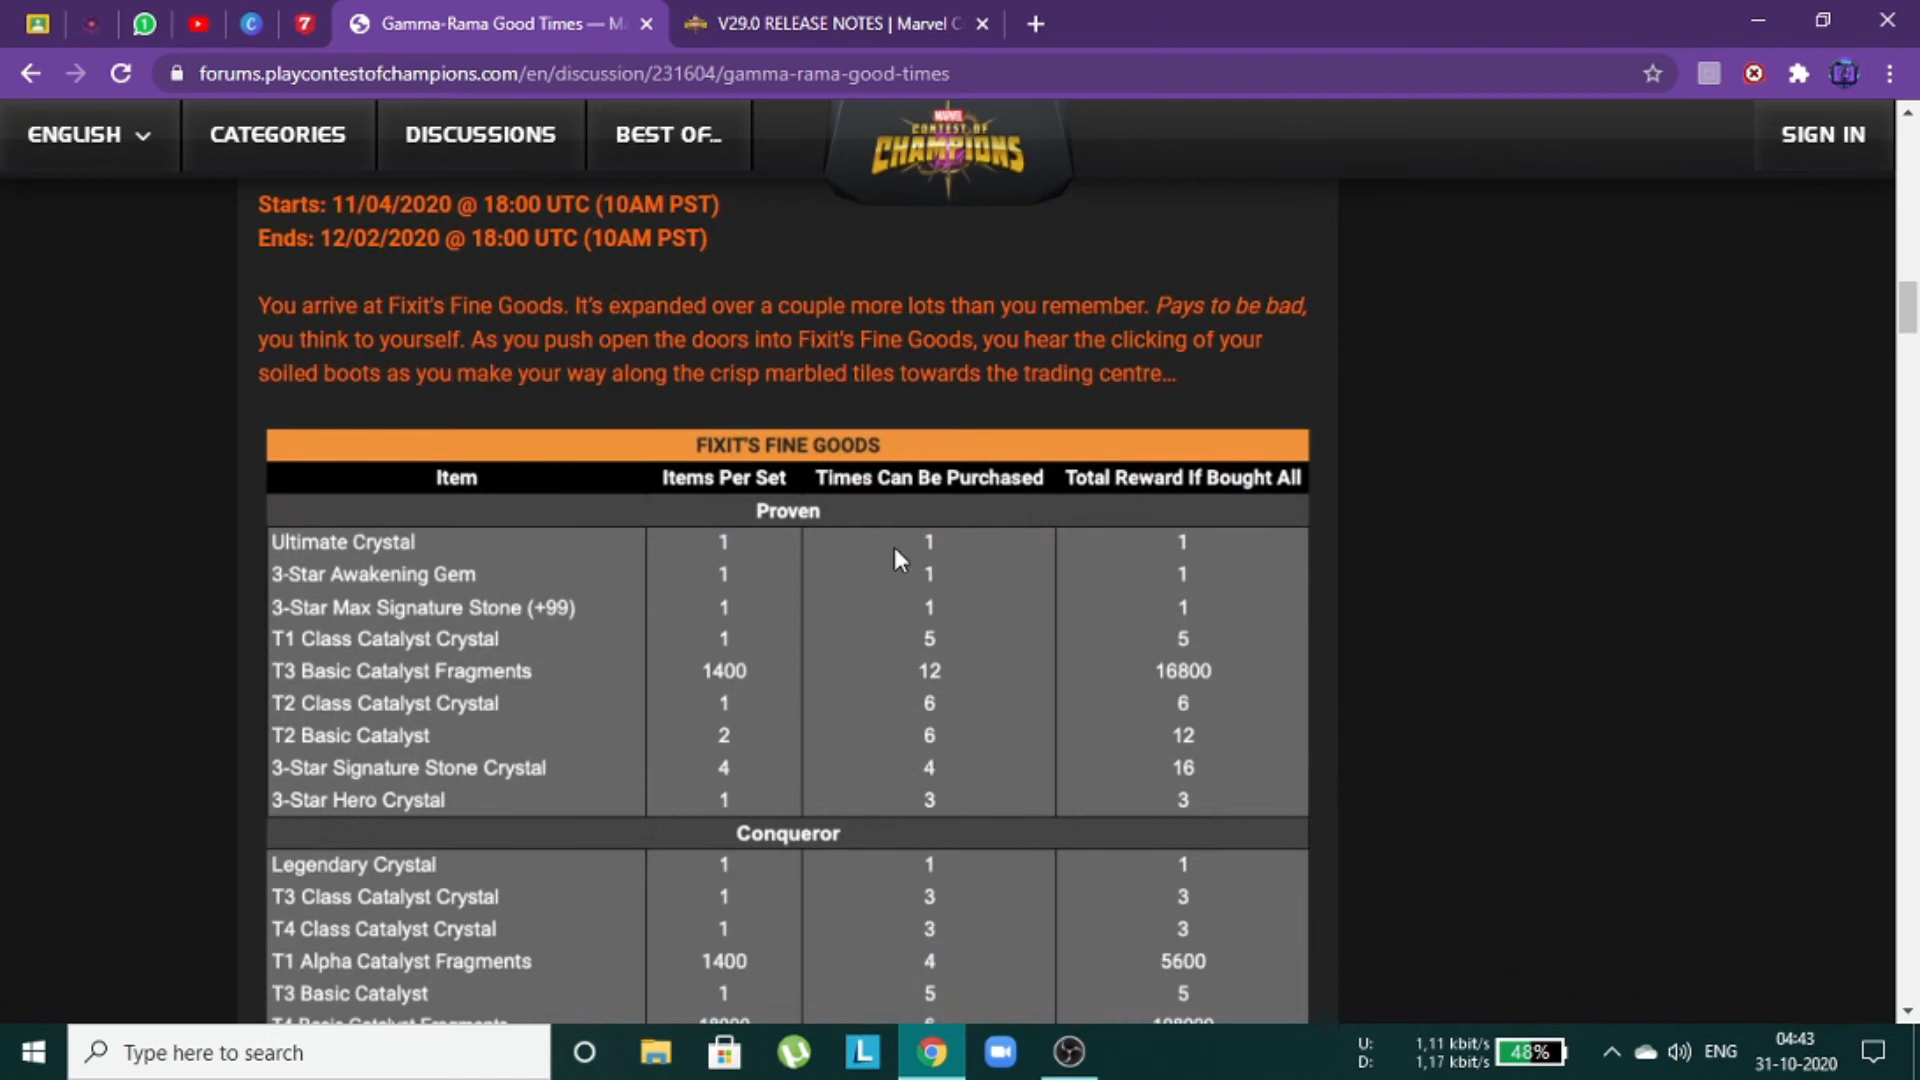 Gamma-Rama Good Times — M
V29.0 RELEASE NOTES | Marvel C
forums.playcontestofchampions.com/en/discussion/231604/gamma-rama-good-times
ENGLISH
CATEGORIES
DISCUSSIONS
BEST OF...
MARVEL
CONTEST OF
CHAMPIONS
SIGN IN
Starts: 11/04/2020 @ 18:00 UTC (10AM PST)
Ends: 12/02/2020 @ 18:00 UTC (10AM PST)
You arrive at Fixit's Fine Goods. It's expanded over a couple more lots than you remember. Pays to be bad,
you think to yourself. As you push open the doors into Fixit's Fine Goods, you hear the clicking of your
soiled boots as you make your way along the crisp marbled tiles towards the trading centre...
FIXIT'S FINE GOODS
Item Items Per Set Times Can Be Purchased Total Reward If Bought All
Proven
Ultimate Crystal 1 1 1
3-Star Awakening Gem 1 1 1
3-Star Max Signature Stone (+99) 1 1 1
T1 Class Catalyst Crystal 1 5 5
T3 Basic Catalyst Fragments 1400 12 16800
T2 Class Catalyst Crystal 1 6 6
T2 Basic Catalyst 2 6 12
3-Star Signature Stone Crystal 4 4 16
3-Star Hero Crystal 1 3 3
Conqueror
Legendary Crystal 1 1 1
T3 Class Catalyst Crystal 1 3 3
T4 Class Catalyst Crystal 1 3 3
T1 Alpha Catalyst Fragments 1400 4 5600
T3 Basic Catalyst 1 5 5
T4 Basic Catalyst Fragments 18000 6 108000
Type here to search
U: 1,11 kbit/s
D: 1,17 kbit/s
48%
ENG
04:43
31-10-2020